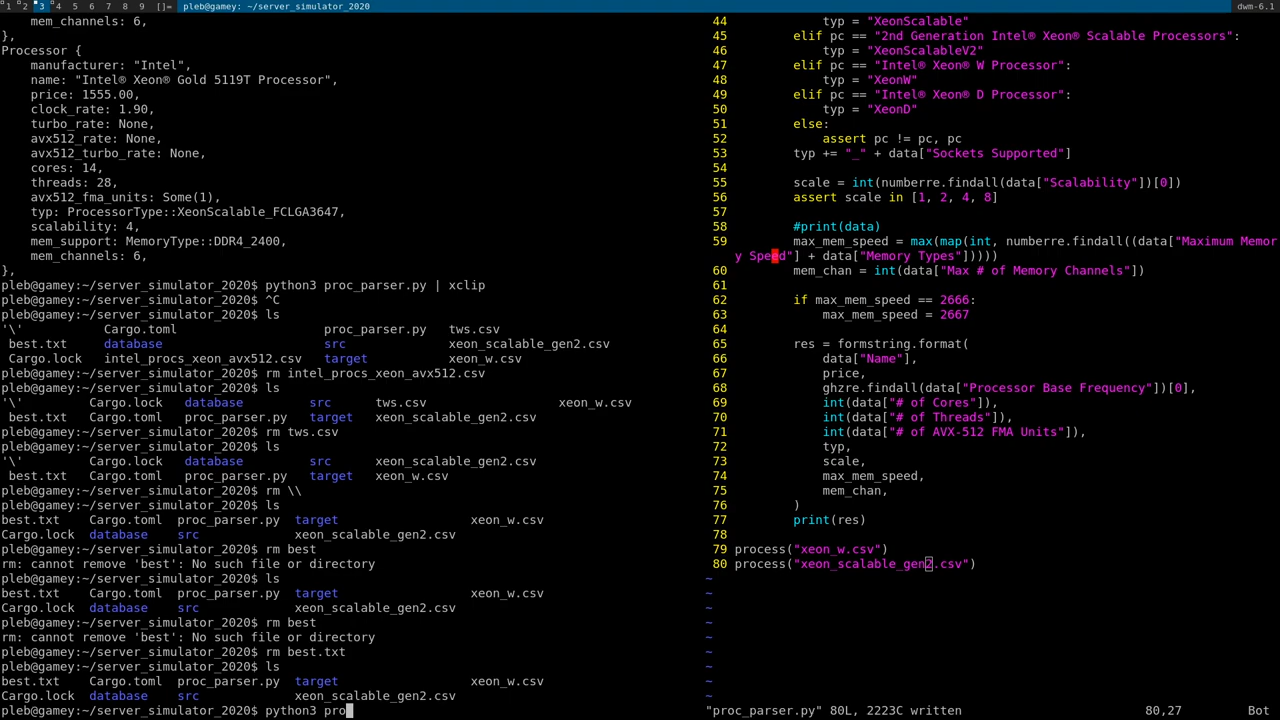 1 2 3 4 5 6 7 8 9 []= pleb@gamey: ~/server_simulator_2020 dwm-6.1
    mem_channels: 6,
},
Processor {
    manufacturer: "Intel",
    name: "Intel® Xeon® Gold 5119T Processor",
    price: 1555.00,
    clock_rate: 1.90,
    turbo_rate: None,
    avx512_rate: None,
    avx512_turbo_rate: None,
    cores: 14,
    threads: 28,
    avx512_fma_units: Some(1),
    typ: ProcessorType::XeonScalable_FCLGA3647,
    scalability: 4,
    mem_support: MemoryType::DDR4_2400,
    mem_channels: 6,
},
pleb@gamey:~/server_simulator_2020$ python3 proc_parser.py | xclip
pleb@gamey:~/server_simulator_2020$ ^C
pleb@gamey:~/server_simulator_2020$ ls
'\'          Cargo.toml                    proc_parser.py   tws.csv
 best.txt    database                      src              xeon_scalable_gen2.csv
 Cargo.lock  intel_procs_xeon_avx512.csv   target           xeon_w.csv
pleb@gamey:~/server_simulator_2020$ rm intel_procs_xeon_avx512.csv
pleb@gamey:~/server_simulator_2020$ ls
'\'         Cargo.lock   database        src      tws.csv                  xeon_w.csv
 best.txt   Cargo.toml   proc_parser.py  target   xeon_scalable_gen2.csv
pleb@gamey:~/server_simulator_2020$ rm tws.csv
pleb@gamey:~/server_simulator_2020$ ls
'\'         Cargo.lock   database        src      xeon_scalable_gen2.csv
 best.txt   Cargo.toml   proc_parser.py  target   xeon_w.csv
pleb@gamey:~/server_simulator_2020$ rm \\
pleb@gamey:~/server_simulator_2020$ ls
best.txt    Cargo.toml  proc_parser.py  target                  xeon_w.csv
Cargo.lock  database    src             xeon_scalable_gen2.csv
pleb@gamey:~/server_simulator_2020$ rm best
rm: cannot remove 'best': No such file or directory
pleb@gamey:~/server_simulator_2020$ ls
best.txt    Cargo.toml  proc_parser.py  target                  xeon_w.csv
Cargo.lock  database    src             xeon_scalable_gen2.csv
pleb@gamey:~/server_simulator_2020$ rm best
rm: cannot remove 'best': No such file or directory
pleb@gamey:~/server_simulator_2020$ rm best.txt
pleb@gamey:~/server_simulator_2020$ ls
best.txt    Cargo.toml  proc_parser.py  target                  xeon_w.csv
Cargo.lock  database    src             xeon_scalable_gen2.csv
pleb@gamey:~/server_simulator_2020$ python3 pro
44         typ = "XeonScalable"
45     elif pc == "2nd Generation Intel® Xeon® Scalable Processors":
46         typ = "XeonScalableV2"
47     elif pc == "Intel® Xeon® W Processor":
48         typ = "XeonW"
49     elif pc == "Intel® Xeon® D Processor":
50         typ = "XeonD"
51     else:
52         assert pc != pc, pc
53     typ += "_" + data["Sockets Supported"]
54
55     scale = int(numberre.findall(data["Scalability"])[0])
56     assert scale in [1, 2, 4, 8]
57
58     #print(data)
59     max_mem_speed = max(map(int, numberre.findall((data["Maximum Memor
y Speed"] + data["Memory Types"]))))
60     mem_chan = int(data["Max # of Memory Channels"])
61
62     if max_mem_speed == 2666:
63         max_mem_speed = 2667
64
65     res = formstring.format(
66         data["Name"],
67         price,
68         ghzre.findall(data["Processor Base Frequency"])[0],
69         int(data["# of Cores"]),
70         int(data["# of Threads"]),
71         int(data["# of AVX-512 FMA Units"]),
72         typ,
73         scale,
74         max_mem_speed,
75         mem_chan,
76     )
77     print(res)
78
79 process("xeon_w.csv")
80 process("xeon_scalable_gen2.csv")
~
~
~
~
~
~
~
~
~
"proc_parser.py" 80L, 2223C written 80,27 Bot